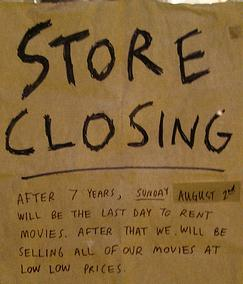 STORE
CLOSING
AFTER 7 YEARS, SUNDAY AUGUST 2nd
WILL BE THE LAST DAY TO RENT
MOVIES. AFTER THAT WE WILL BE
SELLING ALL OF OUR MOVIES AT
LOW LOW PRICES.